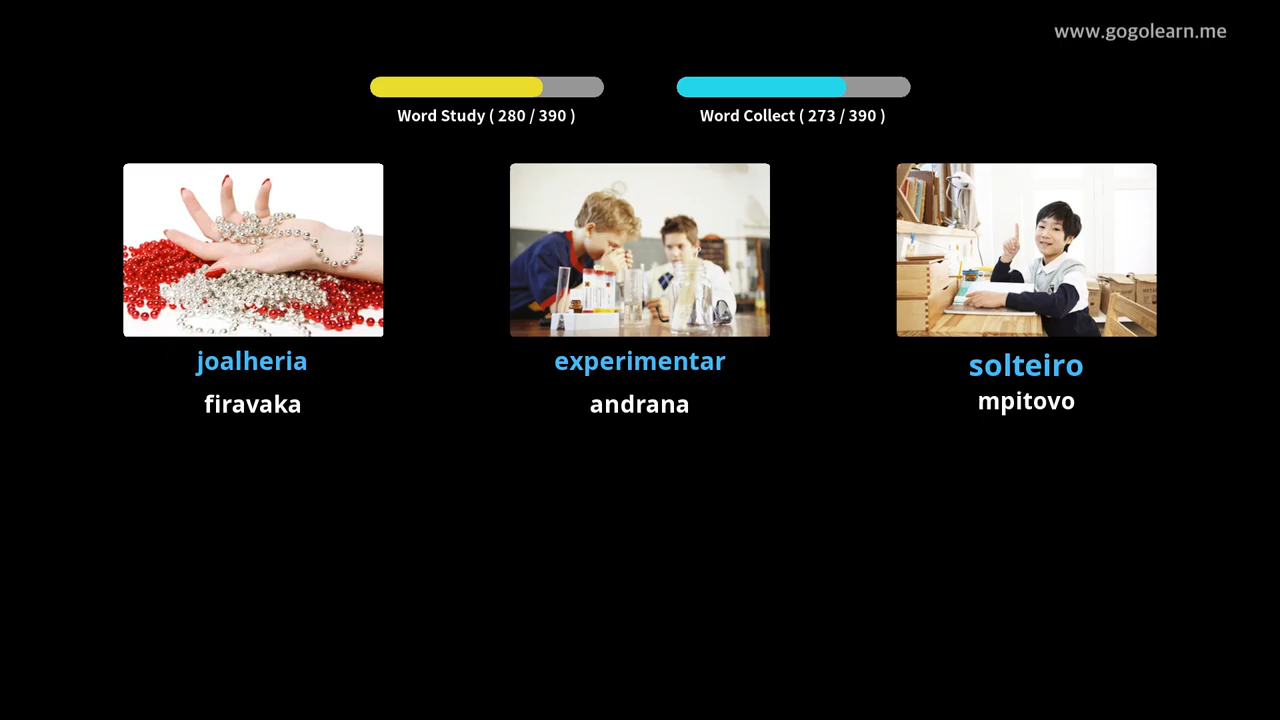 www.gogolearn.me
Word Study ( 280 / 390 )
Word Collect ( 273 / 390 )
joalheria
firavaka
experimentar
andrana
solteiro
mpitovo